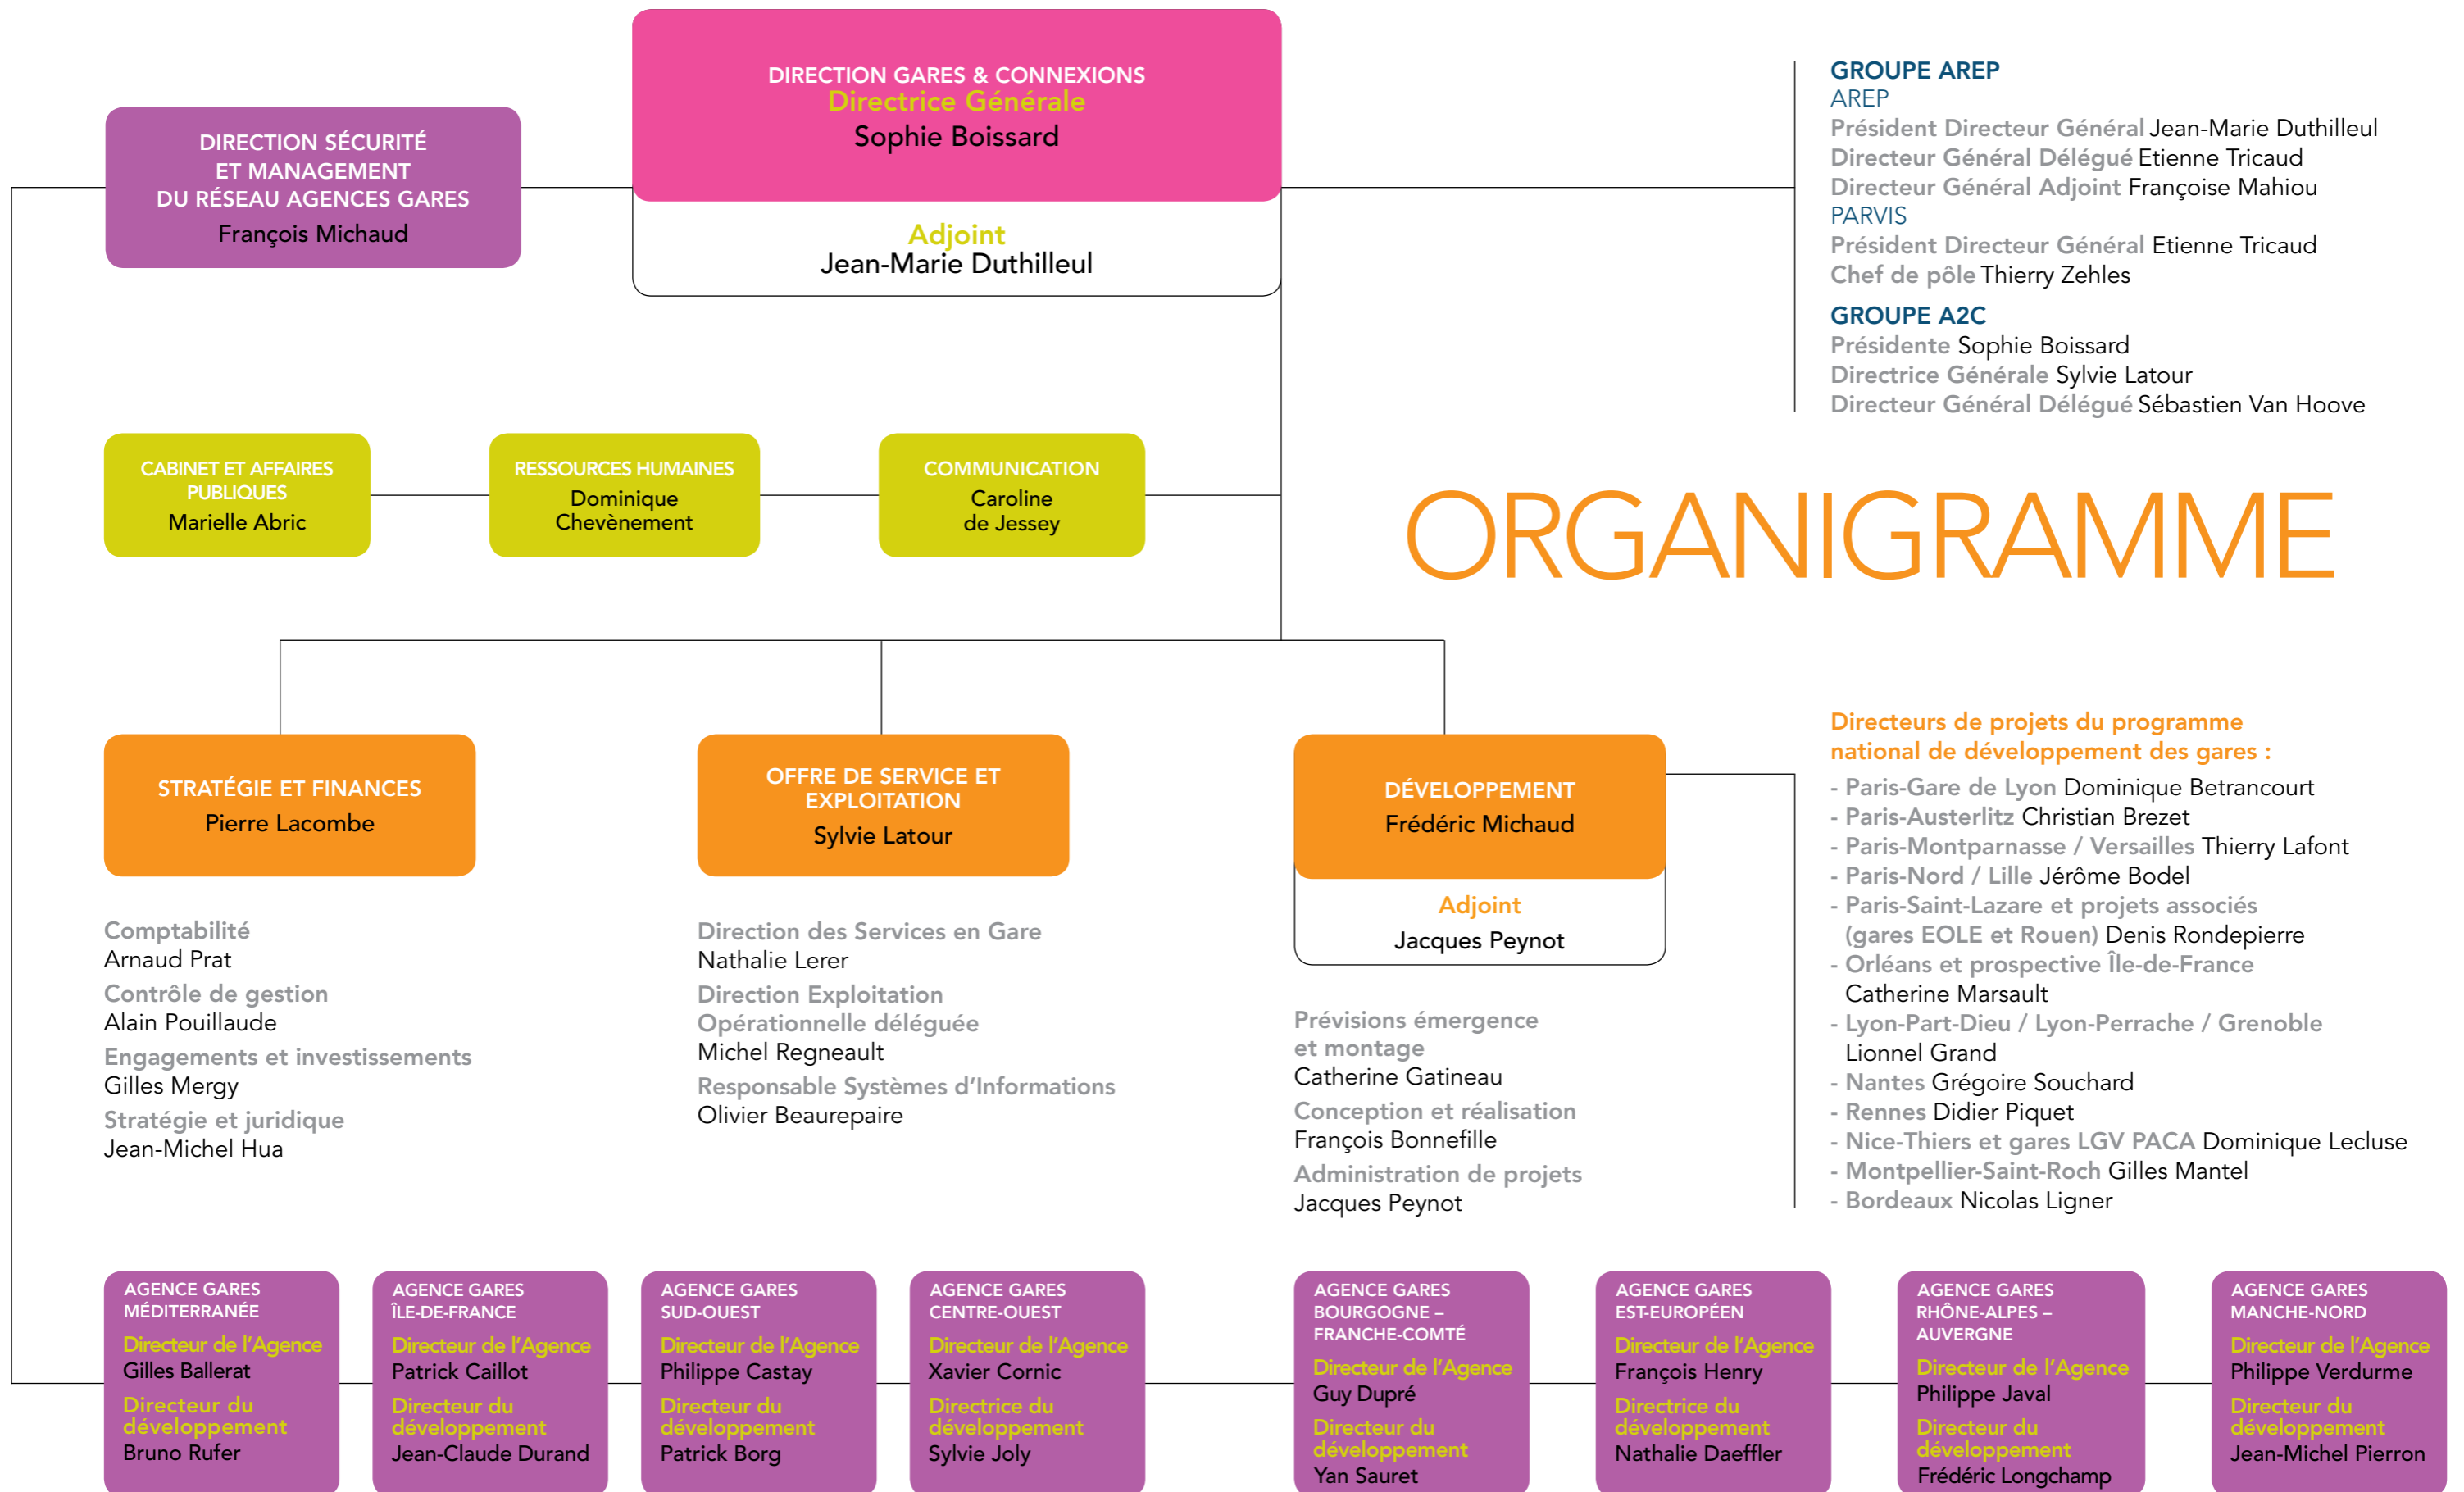 DIRECTION GARES & CONNEXIONS
Directrice Générale
Sophie Boissard
Adjoint
Jean-Marie Duthilleul
DIRECTION SÉCURITÉ
ET MANAGEMENT
DU RÉSEAU AGENCES GARES
François Michaud
GROUPE AREP
AREP
Président Directeur Général Jean-Marie Duthilleul
Directeur Général Délégué Etienne Tricaud
Directeur Général Adjoint Françoise Mahiou
PARVIS
Président Directeur Général Etienne Tricaud
Chef de pôle Thierry Zehles
GROUPE A2C
Présidente Sophie Boissard
Directrice Générale Sylvie Latour
Directeur Général Délégué Sébastien Van Hoove
CABINET ET AFFAIRES
PUBLIQUES
Marielle Abric
RESSOURCES HUMAINES
Dominique
Chevènement
COMMUNICATION
Caroline
de Jessey
ORGANIGRAMME
STRATÉGIE ET FINANCES
Pierre Lacombe
Comptabilité
Arnaud Prat
Contrôle de gestion
Alain Pouillaude
Engagements et investissements
Gilles Mergy
Stratégie et juridique
Jean-Michel Hua
OFFRE DE SERVICE ET
EXPLOITATION
Sylvie Latour
Direction des Services en Gare
Nathalie Lerer
Direction Exploitation
Opérationnelle déléguée
Michel Regneault
Responsable Systèmes d'Informations
Olivier Beaurepaire
DÉVELOPPEMENT
Frédéric Michaud
Adjoint
Jacques Peynot
Prévisions émergence
et montage
Catherine Gatineau
Conception et réalisation
François Bonnefille
Administration de projets
Jacques Peynot
Directeurs de projets du programme
national de développement des gares :
- Paris-Gare de Lyon Dominique Betrancourt
- Paris-Austerlitz Christian Brezet
- Paris-Montparnasse / Versailles Thierry Lafont
- Paris-Nord / Lille Jérôme Bodel
- Paris-Saint-Lazare et projets associés
(gares EOLE et Rouen) Denis Rondepierre
- Orléans et prospective Île-de-France
Catherine Marsault
- Lyon-Part-Dieu / Lyon-Perrache / Grenoble
Lionnel Grand
- Nantes Grégoire Souchard
- Rennes Didier Piquet
- Nice-Thiers et gares LGV PACA Dominique Lecluse
- Montpellier-Saint-Roch Gilles Mantel
- Bordeaux Nicolas Ligner
AGENCE GARES
MÉDITERRANÉE
Directeur de l'Agence
Gilles Ballerat
Directeur du
développement
Bruno Rufer
AGENCE GARES
ÎLE-DE-FRANCE
Directeur de l'Agence
Patrick Caillot
Directeur du
développement
Jean-Claude Durand
AGENCE GARES
SUD-OUEST
Directeur de l'Agence
Philippe Castay
Directeur du
développement
Patrick Borg
AGENCE GARES
CENTRE-OUEST
Directeur de l'Agence
Xavier Cornic
Directrice du
développement
Sylvie Joly
AGENCE GARES
BOURGOGNE –
FRANCHE-COMTÉ
Directeur de l'Agence
Guy Dupré
Directeur du
développement
Yan Sauret
AGENCE GARES
EST-EUROPÉEN
Directeur de l'Agence
François Henry
Directrice du
développement
Nathalie Daeffler
AGENCE GARES
RHÔNE-ALPES –
AUVERGNE
Directeur de l'Agence
Philippe Javal
Directeur du
développement
Frédéric Longchamp
AGENCE GARES
MANCHE-NORD
Directeur de l'Agence
Philippe Verdurme
Directeur du
développement
Jean-Michel Pierron